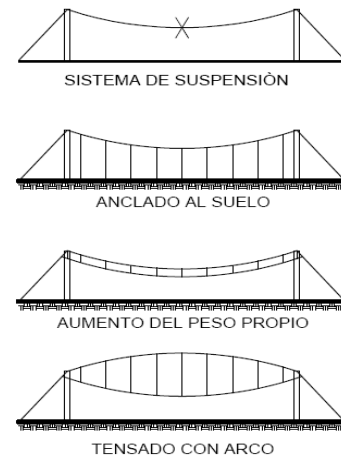 SISTEMA DE SUSPENSIÒN
ANCLADO AL SUELO
AUMENTO DEL PESO PROPIO
TENSADO CON ARCO